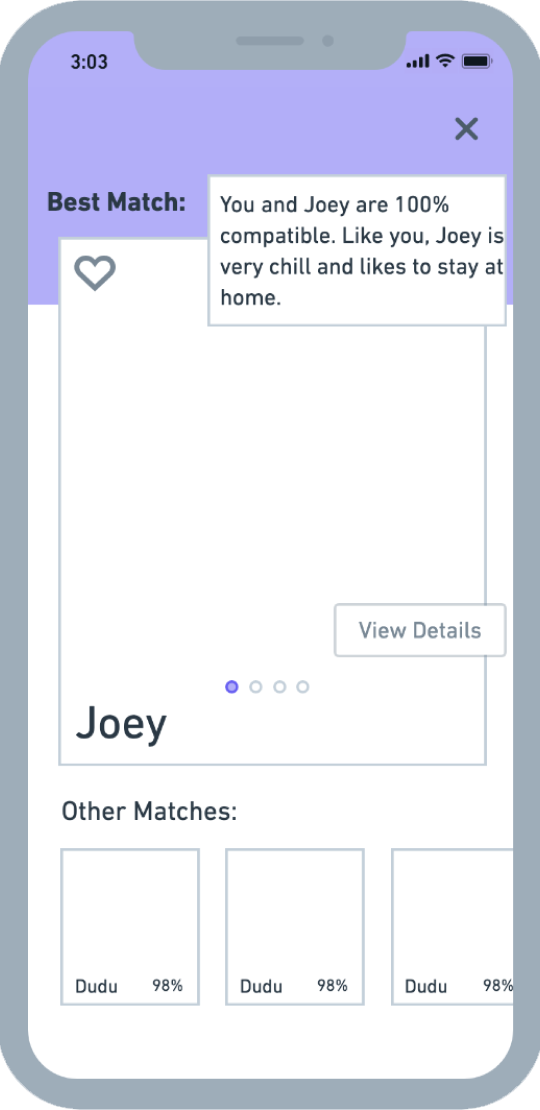 3:03
Best Match:
You and Joey are 100%
compatible. Like you, Joey is
very chill and likes to stay at
home.
View Details
Joey
Other Matches:
Dudu 98%
Dudu 98%
Dudu 98%